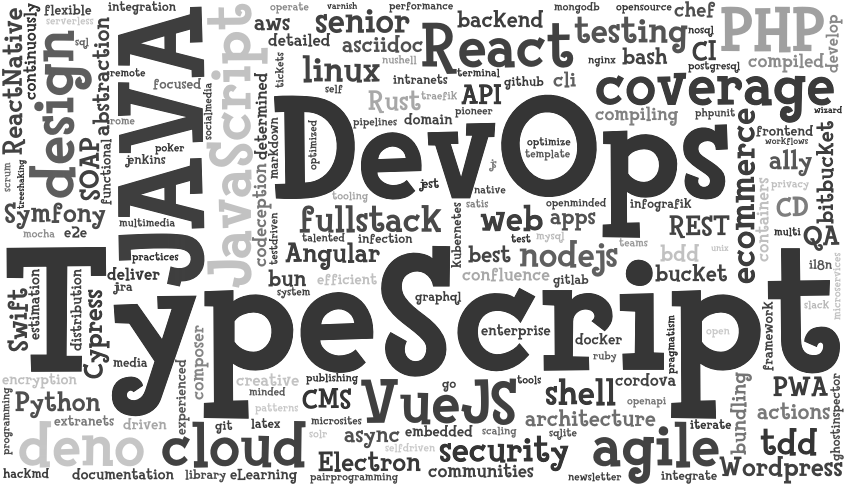 flexible
integration
operate
varnish
performance
mongodb
opensource
chef
serverless
aws
senior
backend
testing
nosql
PHP
develop
ReactNative
continuously
sql
design
abstraction
JAVA
JavaScript
detailed
asciidoc
React
nginx
bash
CI
postgresql
compiled
remote
focused
socialmedia
tickets
linux
nushell
intranets
terminal
github
cli
coverage
self
Rust
traefik
API
pioneer
compiling
phpunit
wizard
chrome
codeception
determined
markdown
optimized
pipelines
domain
DevOps
optimize
template
ecommerce
frontend
workflows
bitbucket
scrum
treeshaking
SOAP
functional
poker
jenkins
jest
js
native
ally
tooling
satis
openminded
infografik
privacy
containers
CD
Symfony
multimedia
testdriven
fullstack
kubernetes
web
apps
REST
multi
QA
mocha
e2e
talented
infection
test
mysql
teams
practices
Angular
best
nodejs
bdd
unix
i18n
microservices
Swift
estimation
distribution
Cypress
deliver
jira
bun
system
efficient
confluence
gitlab
bucket
graphql
slack
TypeScript
enterprise
docker
ruby
pragmatism
open
framework
media
experienced
composer
encryption
creative
minded
publishing
go
tools
cordova
PWA
programming
Python
patterns
CMS
VueJS
shell
openapi
bundling
actions
ghostinspector
extranets
driven
git
latex
microsites
architecture
iterate
deno
cloud
solr
async
embedded
scaling
sqlite
agile
tdd
selfdriven
security
Electron
communities
Wordpress
hackmd
documentation
library
eLearning
pairprogramming
newsletter
integrate